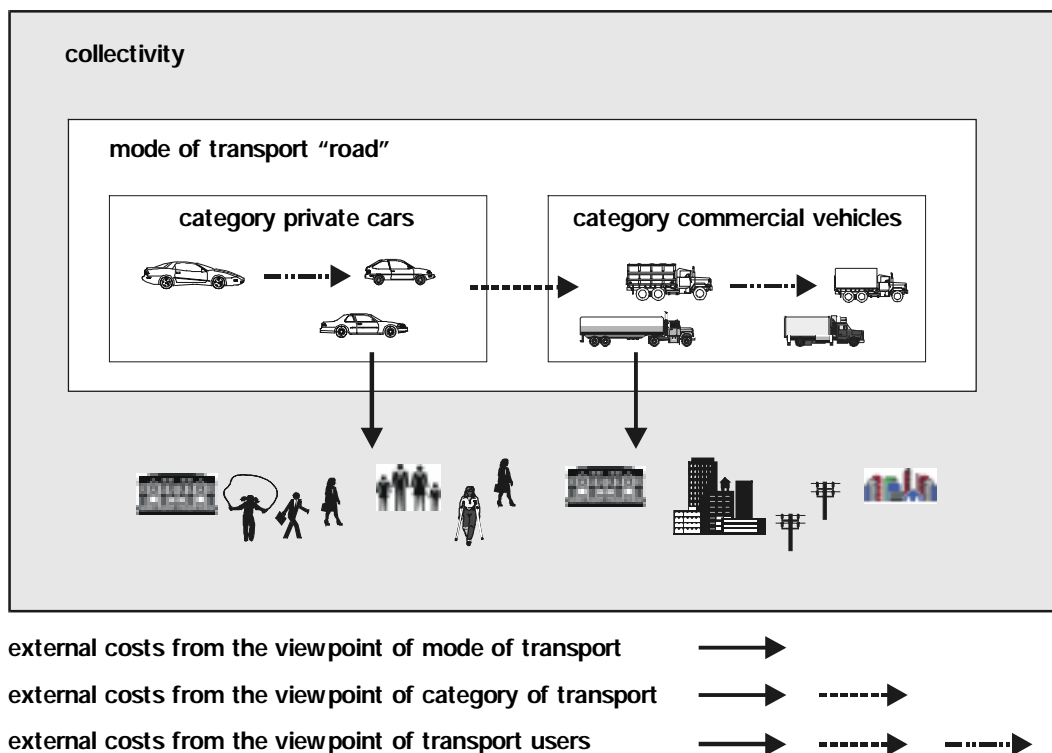 collectivity
mode of transport “road”
category private cars
category commercial vehicles
external costs from the viewpoint of mode of transport
external costs from the viewpoint of category of transport
external costs from the viewpoint of transport users